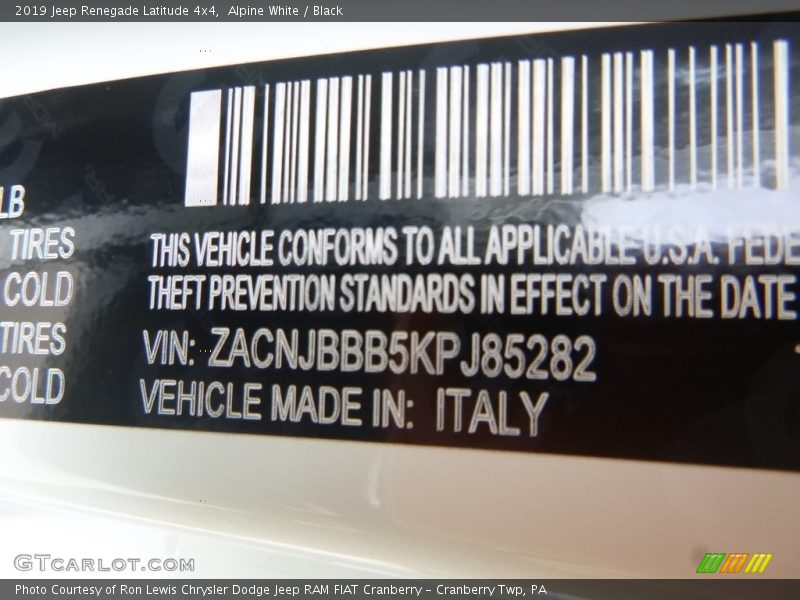 2019 Jeep Renegade Latitude 4x4, Alpine White / Black
LB
TIRES
COLD
TIRES
COLD
THIS VEHICLE CONFORMS TO ALL APPLICABLE U.S.A. FEDE
THEFT PREVENTION STANDARDS IN EFFECT ON THE DATE
VIN: ZACNJBBB5KPJ85282
VEHICLE MADE IN: ITALY
GTCARLOT.COM
Photo Courtesy of Ron Lewis Chrysler Dodge Jeep RAM FIAT Cranberry – Cranberry Twp, PA